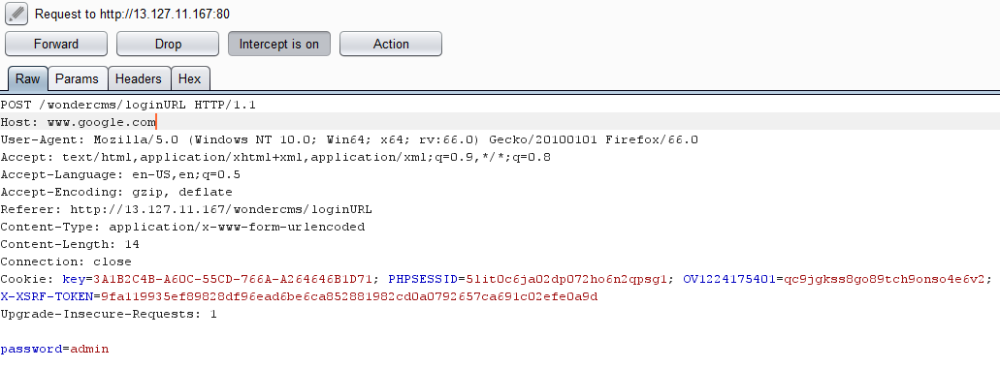 Request to http://13.127.11.167:80
Forward Drop Intercept is on Action
Raw Params Headers Hex
POST /wondercms/loginURL HTTP/1.1
Host: www.google.com
User-Agent: Mozilla/5.0 (Windows NT 10.0; Win64; x64; rv:66.0) Gecko/20100101 Firefox/66.0
Accept: text/html,application/xhtml+xml,application/xml;q=0.9,*/*;q=0.8
Accept-Language: en-US,en;q=0.5
Accept-Encoding: gzip, deflate
Referer: http://13.127.11.167/wondercms/loginURL
Content-Type: application/x-www-form-urlencoded
Content-Length: 14
Connection: close
Cookie: key=3A1B2C4B-A60C-55CD-766A-A264646B1D71; PHPSESSID=51it0c6ja02dp072ho6n2qpsg1; OV1224175401=qc9jgkss8go89tch9onso4e6v2;
X-XSRF-TOKEN=9fa119935ef89828df96ead6be6ca852881982cd0a0792657ca691c02efe0a9d
Upgrade-Insecure-Requests: 1
password=admin